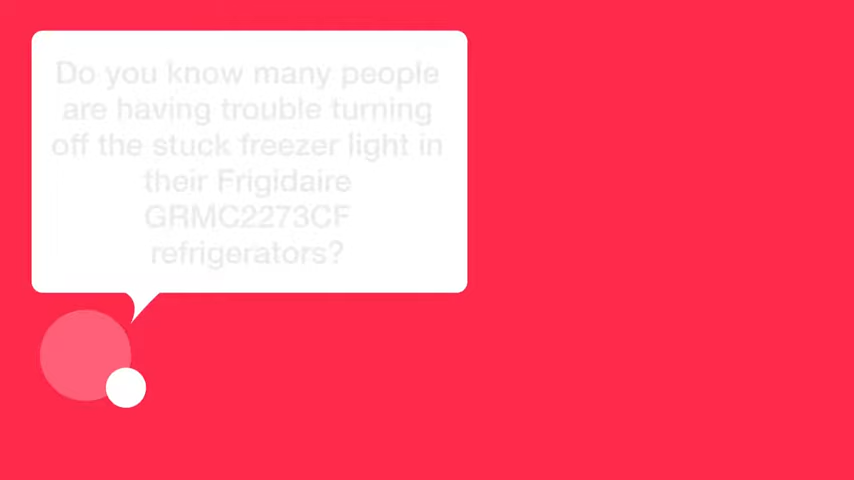 Do you know many people
are having trouble turning
off the stuck freezer light in
their Frigidaire
GRMC2273CF
refrigerators?